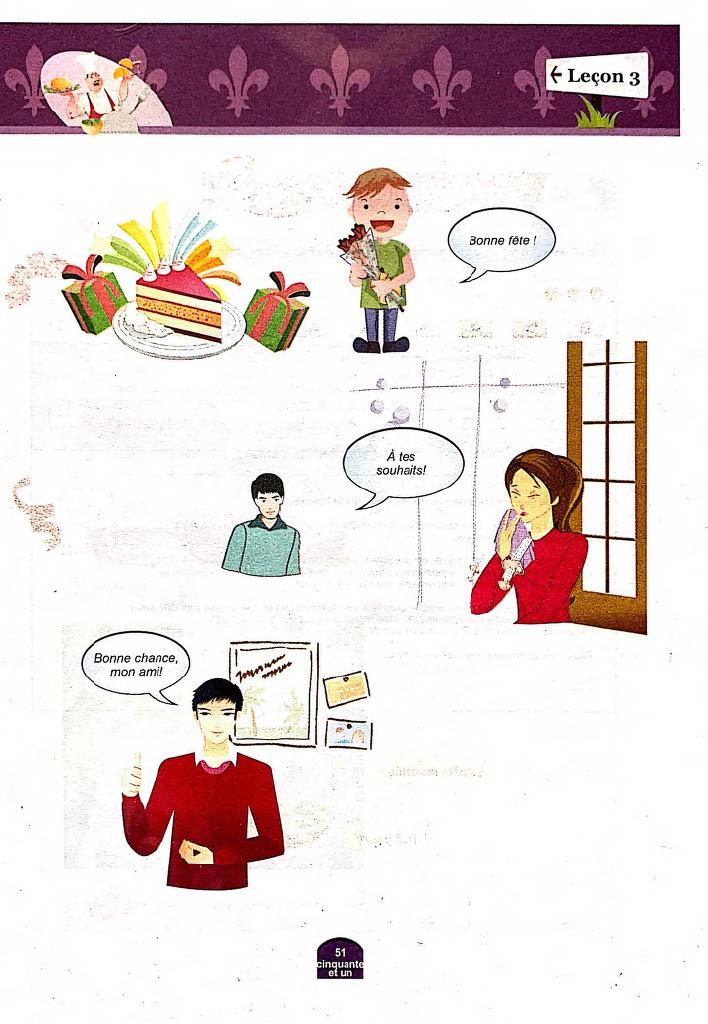 Leçon 3
Bonne fête !
À tes
souhaits!
Bonne chance,
mon ami!
51
cinquante
et un